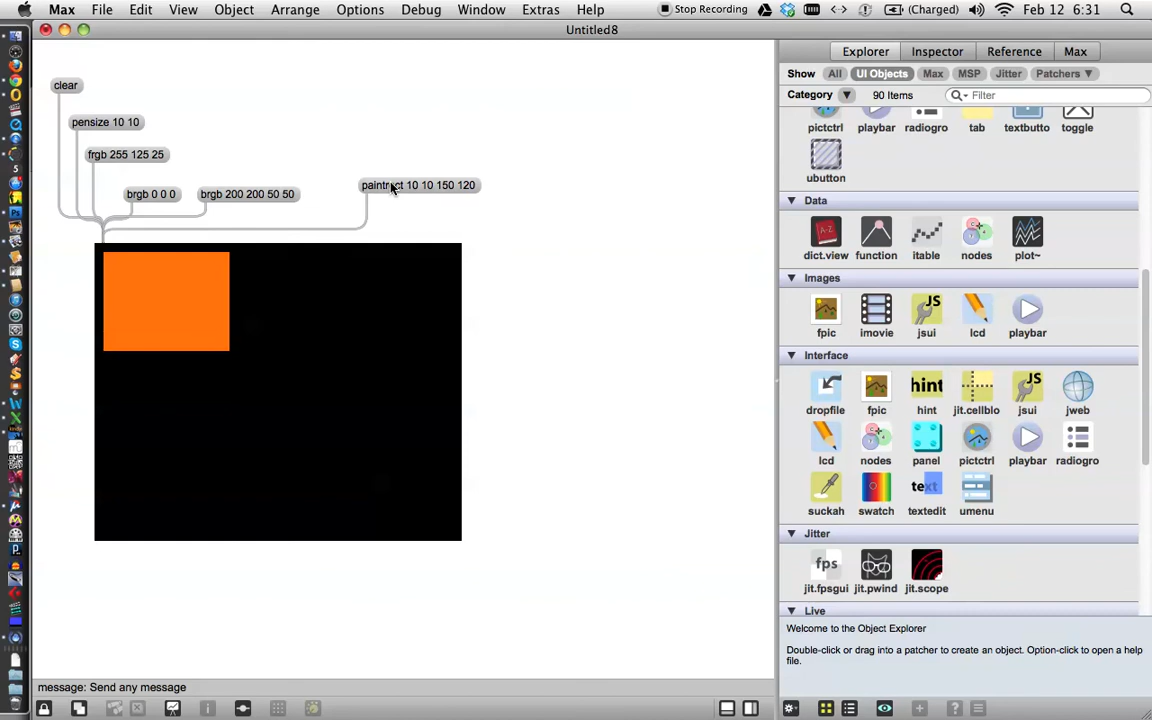 Max File Edit View Object Arrange Options Debug Window Extras Help Stop Recording (Charged) Feb 12 6:31
Untitled8
clear
pensize 10 10
frgb 255 125 25
brgb 0 0 0
brgb 200 200 50 50
paintrect 10 10 150 120
Explorer Inspector Reference Max
Show All UI Objects Max MSP Jitter Patchers ▼
Category 90 Items Filter
pictctrl playbar radiogro tab textbutto toggle
ubutton
Data
dict.view function itable nodes plot~
Images
JS
fpic imovie jsui lcd playbar
Interface
hint JS
dropfile fpic hint jit.cellblo jsui jweb
lcd nodes panel pictctrl playbar radiogro
text
suckah swatch textedit umenu
Jitter
fps
jit.fpsgui jit.pwind jit.scope
Live
Welcome to the Object Explorer
Double-click or drag into a patcher to create an object. Option-click to open a help
file.
message: Send any message